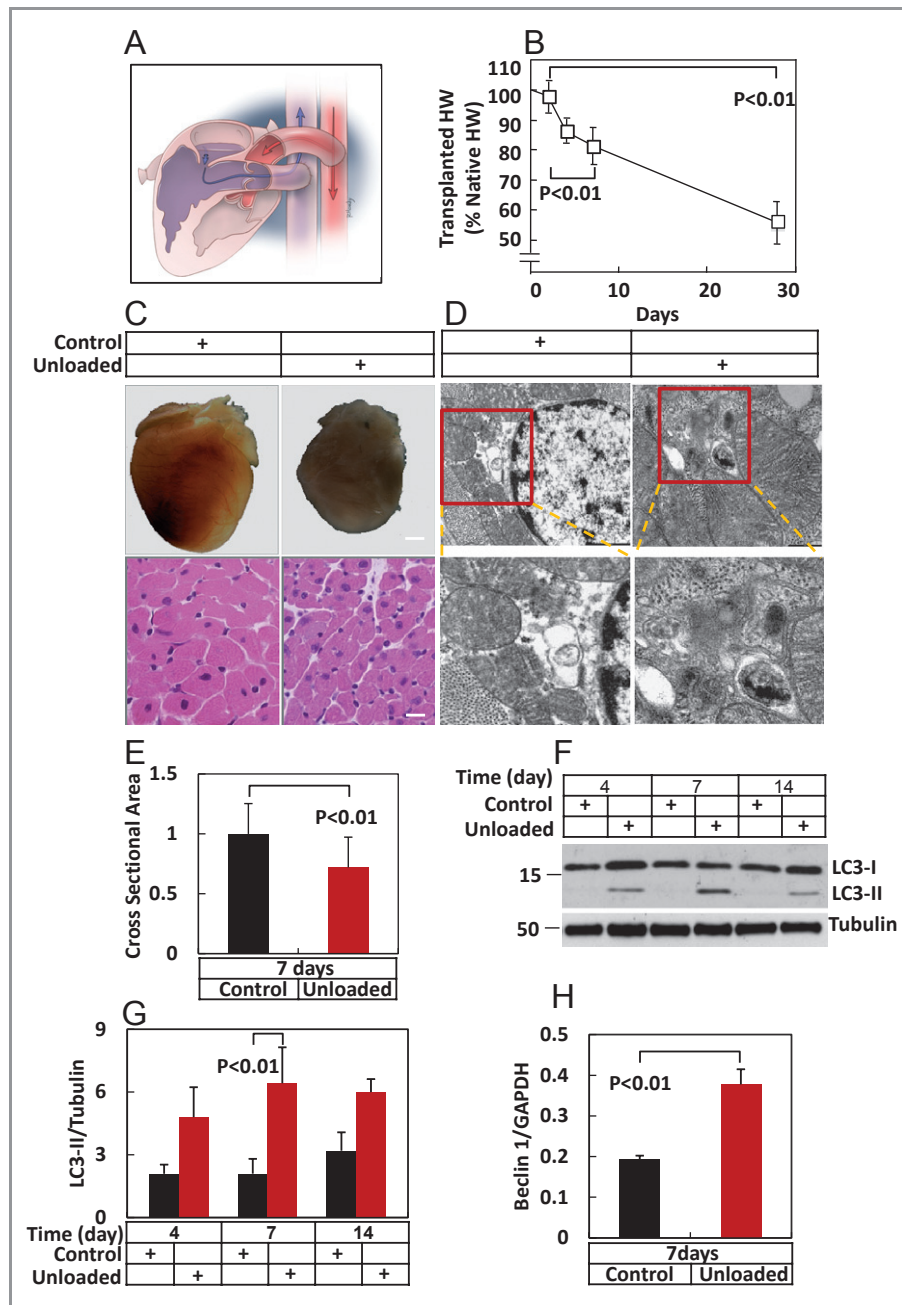 A
B
110
100
90
80
70
60
50
Transplanted HW
(% Native HW)
P<0.01
P<0.01
0
10
20
30
Days
C
D
Control
+
+
Unloaded
+
+
E
1.5
1
0.5
0
Cross Sectional Area
P<0.01
7 days
Control
Unloaded
F
Time (day)
4
7
14
Control
+
+
+
Unloaded
+
+
+
15
LC3-I
LC3-II
50
Tubulin
G
9
6
3
0
LC3-II/Tubulin
P<0.01
Time (day)
4
7
14
Control
+
+
+
Unloaded
+
+
+
H
0.5
0.4
0.3
0.2
0.1
0
Beclin 1/GAPDH
P<0.01
7days
Control
Unloaded